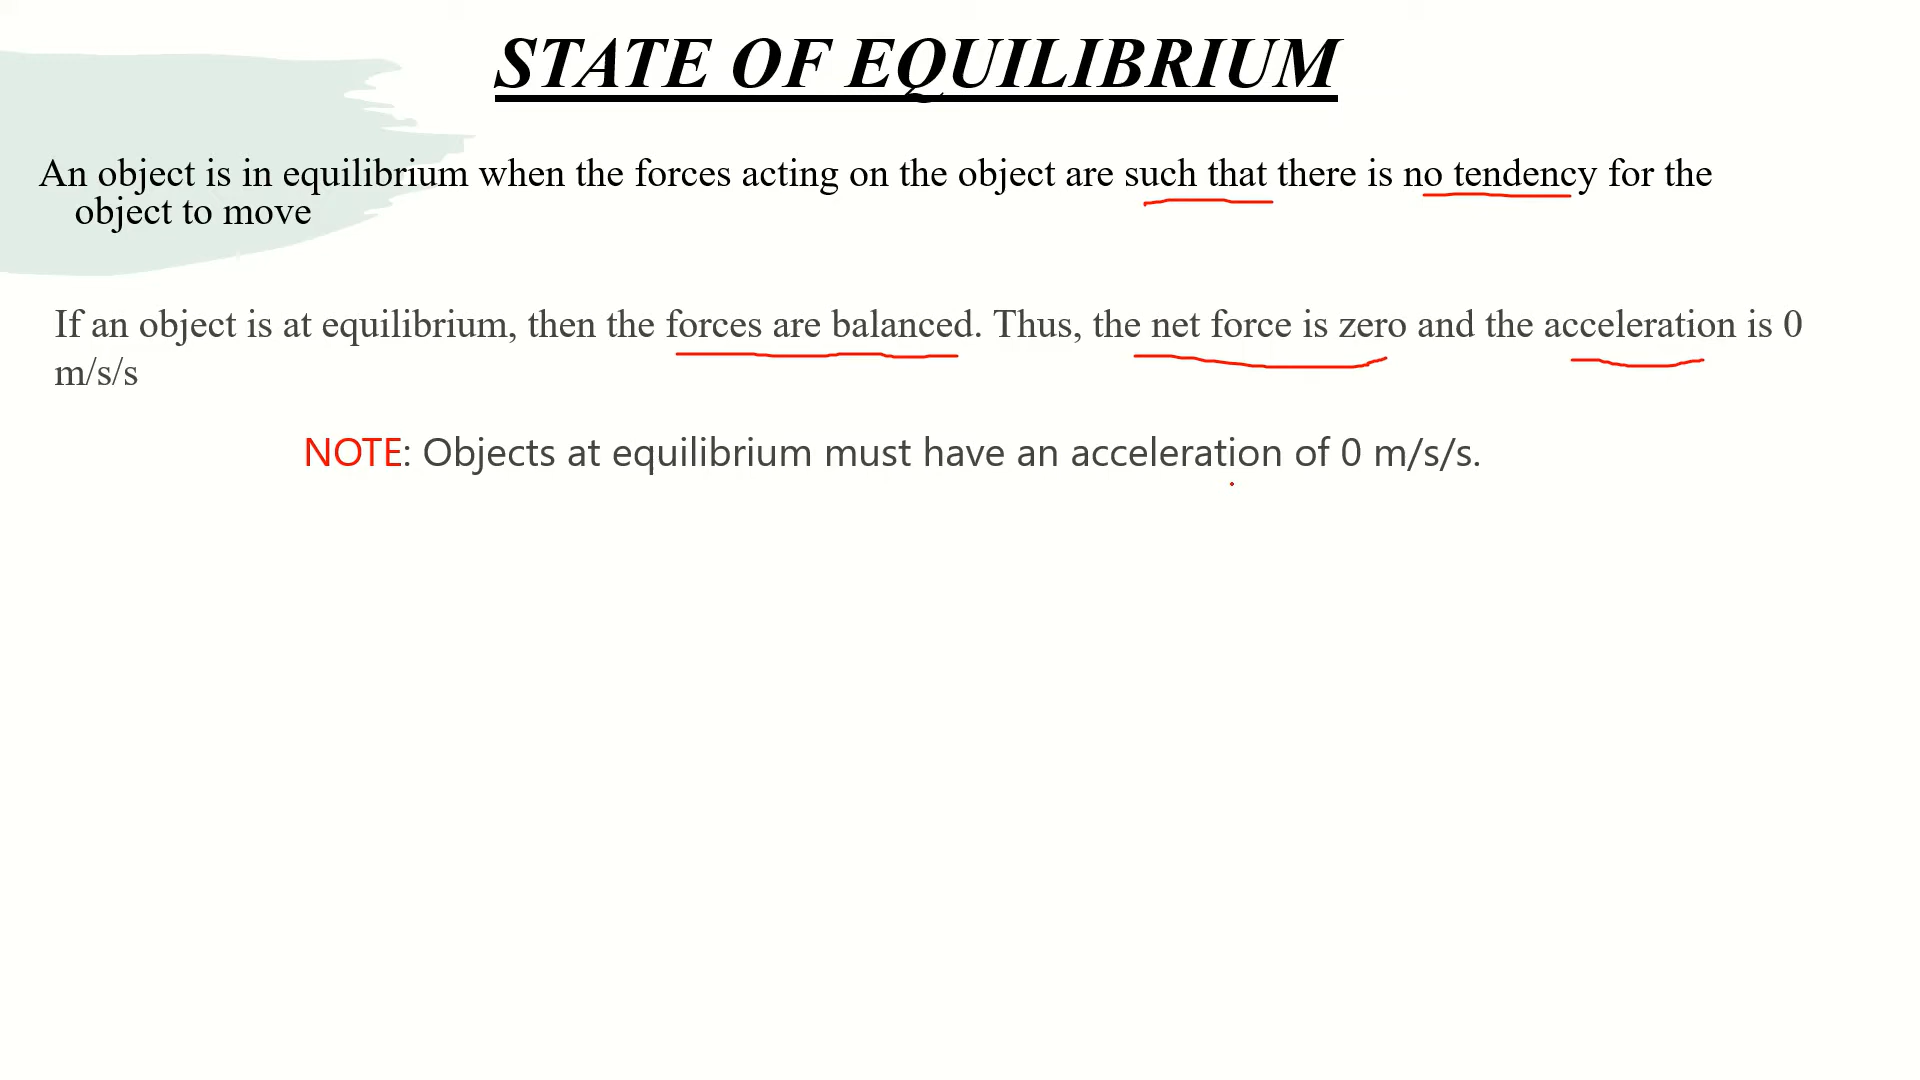 STATE OF EQUILIBRIUM
An object is in equilibrium when the forces acting on the object are such that there is no tendency for the
object to move
If an object is at equilibrium, then the forces are balanced. Thus, the net force is zero and the acceleration is 0
m/s/s
NOTE: Objects at equilibrium must have an acceleration of 0 m/s/s.